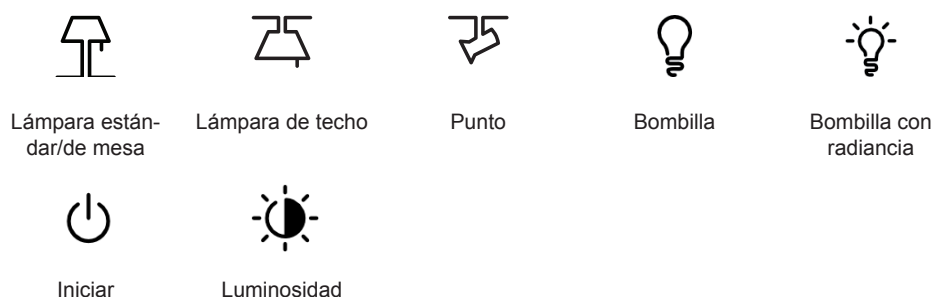 Lámpara están-
dar/de mesa
Lámpara de techo
Punto
Bombilla
Bombilla con
radiancia
Iniciar
Luminosidad